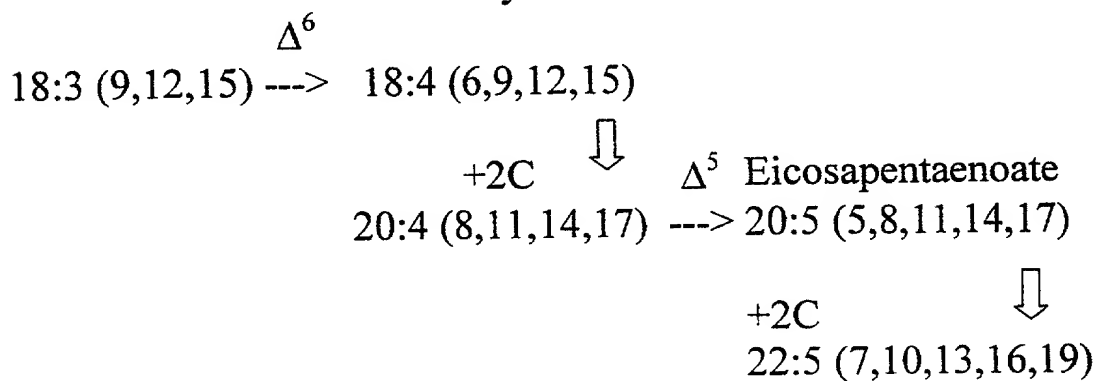 Δ⁶
18:3 (9,12,15) ---> 18:4 (6,9,12,15)
+2C Δ⁵ Eicosapentaenoate
20:4 (8,11,14,17) ---> 20:5 (5,8,11,14,17)
+2C
22:5 (7,10,13,16,19)